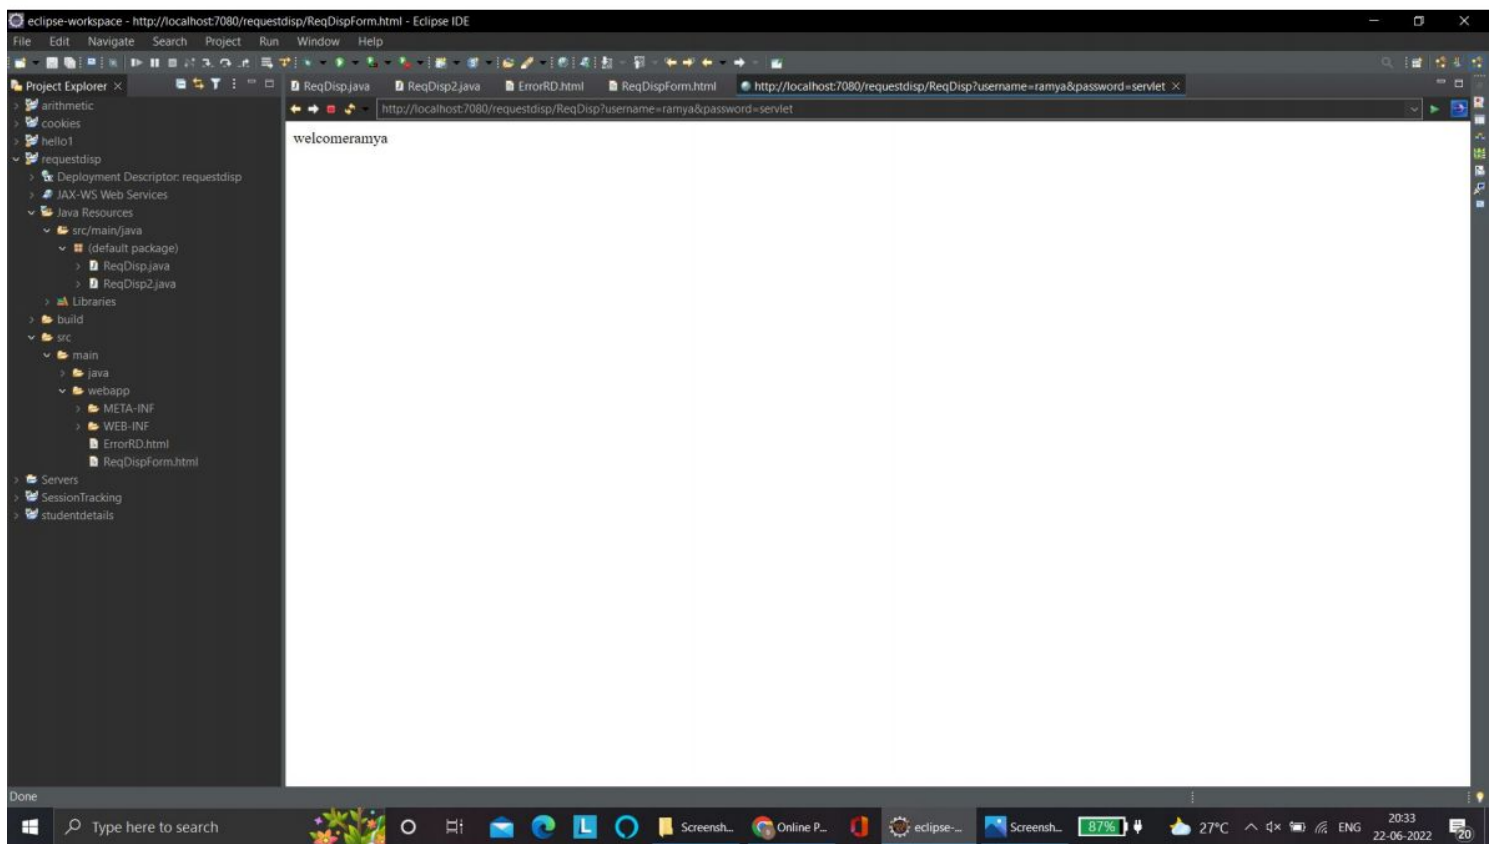 eclipse-workspace - http://localhost:7080/requestdisp/ReqDispForm.html - Eclipse IDE
File Edit Navigate Search Project Run Window Help
Project Explorer
ReqDisp.java ReqDisp2.java ErrorRD.html ReqDispForm.html http://localhost:7080/requestdisp/ReqDisp?username=ramya&password=servlet
http://localhost:7080/requestdisp/ReqDisp?username=ramya&password=servlet
welcomeramya
arithmetic
cookies
hello1
requestdisp
Deployment Descriptor: requestdisp
JAX-WS Web Services
Java Resources
src/main/java
(default package)
ReqDisp.java
ReqDisp2.java
Libraries
build
src
main
java
webapp
META-INF
WEB-INF
ErrorRD.html
ReqDispForm.html
Servers
SessionTracking
studentdetails
Done
Type here to search
L
Screensh...
Online P...
eclipse-...
Screensh...
87%
27°C
ENG
20:33
22-06-2022
20